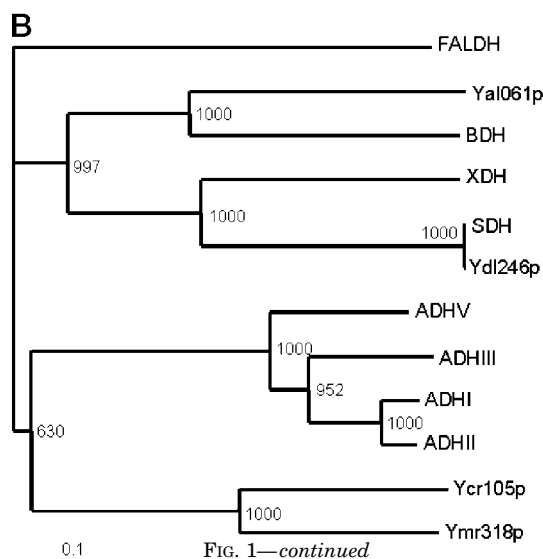 B
FALDH
Yal061p
1000
BDH
997
XDH
1000
1000
SDH
Ydl246p
ADHV
1000
ADHIII
952
ADHI
1000
ADHII
630
Ycr105p
1000
Ymr318p
0.1
FIG. 1—continued